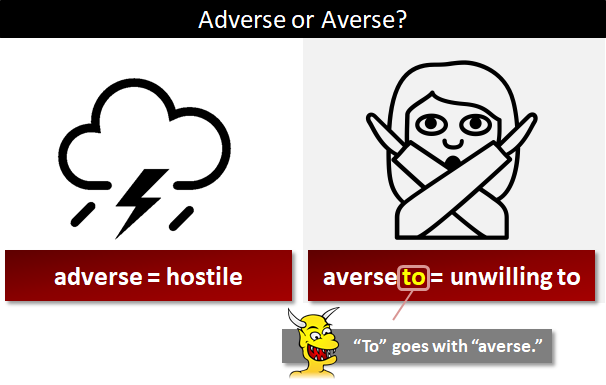 Adverse or Averse?
adverse = hostile
averse to = unwilling to
“To” goes with “averse.”